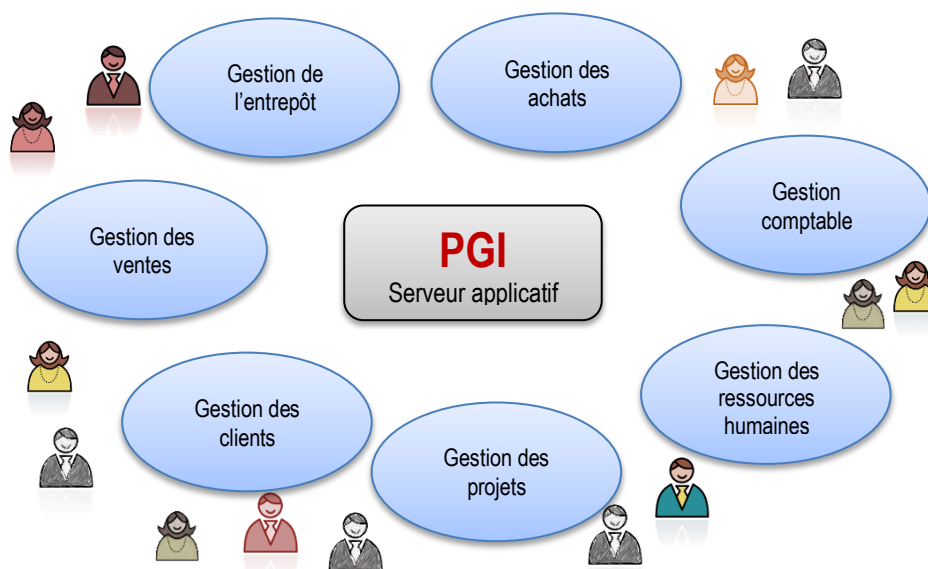 Gestion de
l’entrepôt
Gestion des
achats
Gestion
comptable
Gestion des
ventes
PGI
Serveur applicatif
Gestion des
ressources
humaines
Gestion des
clients
Gestion des
projets